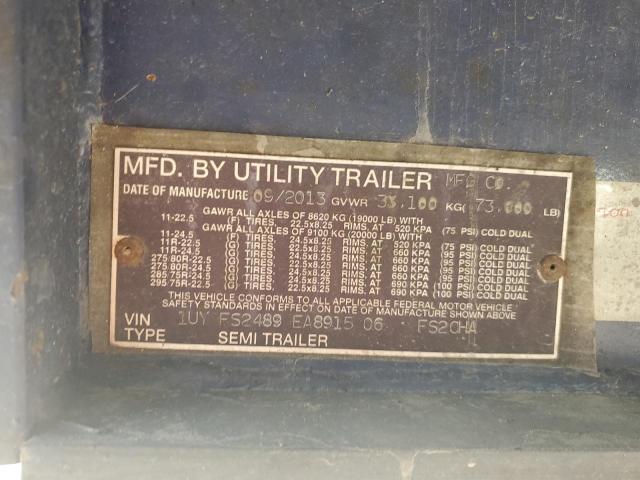 MFD. BY UTILITY TRAILER MFG CO.
DATE OF MANUFACTURE 09/2013 GVWR 33,100 KG( 73,000 LB)
GAWR ALL AXLES OF 8620 KG (19000 LB) WITH
11-22.5 (F) TIRES. 22.5x8.25 RIMS. AT 520 KPA (75 PSI) COLD DUAL
GAWR ALL AXLES OF 9100 KG (20000 LB) WITH
11-24.5 (F) TIRES. 24.5x8.25 RIMS. AT 520 KPA (75 PSI) COLD DUAL
11R-22.5 (G) TIRES. 22.5x8.25 RIMS. AT 660 KPA (95 PSI) COLD DUAL
11R-24.5 (G) TIRES. 24.5x8.25 RIMS. AT 660 KPA (95 PSI) COLD DUAL
275 80R-22.5 (G) TIRES. 22.5x8.25 RIMS. AT 660 KPA (95 PSI) COLD DUAL
275 80R-24.5 (G) TIRES. 24.5x8.25 RIMS. AT 660 KPA (95 PSI) COLD DUAL
285 75R-24.5 (G) TIRES. 24.5x8.25 RIMS. AT 690 KPA (100 PSI) COLD DUAL
295 75R-22.5 (G) TIRES. 22.5x8.25 RIMS. AT 690 KPA (100 PSI) COLD DUAL
THIS VEHICLE CONFORMS TO ALL APPLICABLE FEDERAL MOTOR VEHICLE
SAFETY STANDARDS IN EFFECT ON DATE OF MANUFACTURE SHOWN ABOVE
VIN 1UY FS2489 EA8915 06 FS2CHA
TYPE SEMI TRAILER